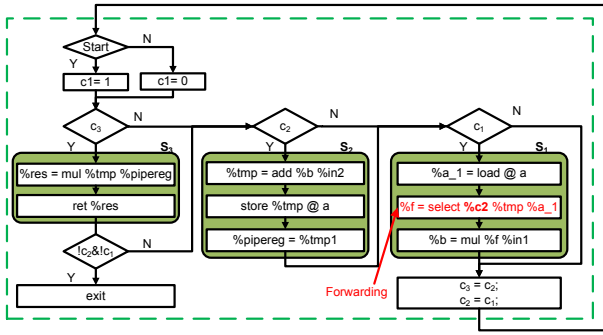 Start
Y
N
c1= 1
c1= 0
c3
N
Y
S3
%res = mul %tmp %pipereg
ret %res
!c2&!c1
N
Y
exit
c2
N
Y
S2
%tmp = add %b %in2
store %tmp @ a
%pipereg = %tmp1
c1
N
Y
S1
%a_1 = load @ a
%f = select %c2 %tmp %a_1
%b = mul %f %in1
Forwarding
c3 = c2;
c2 = c1;